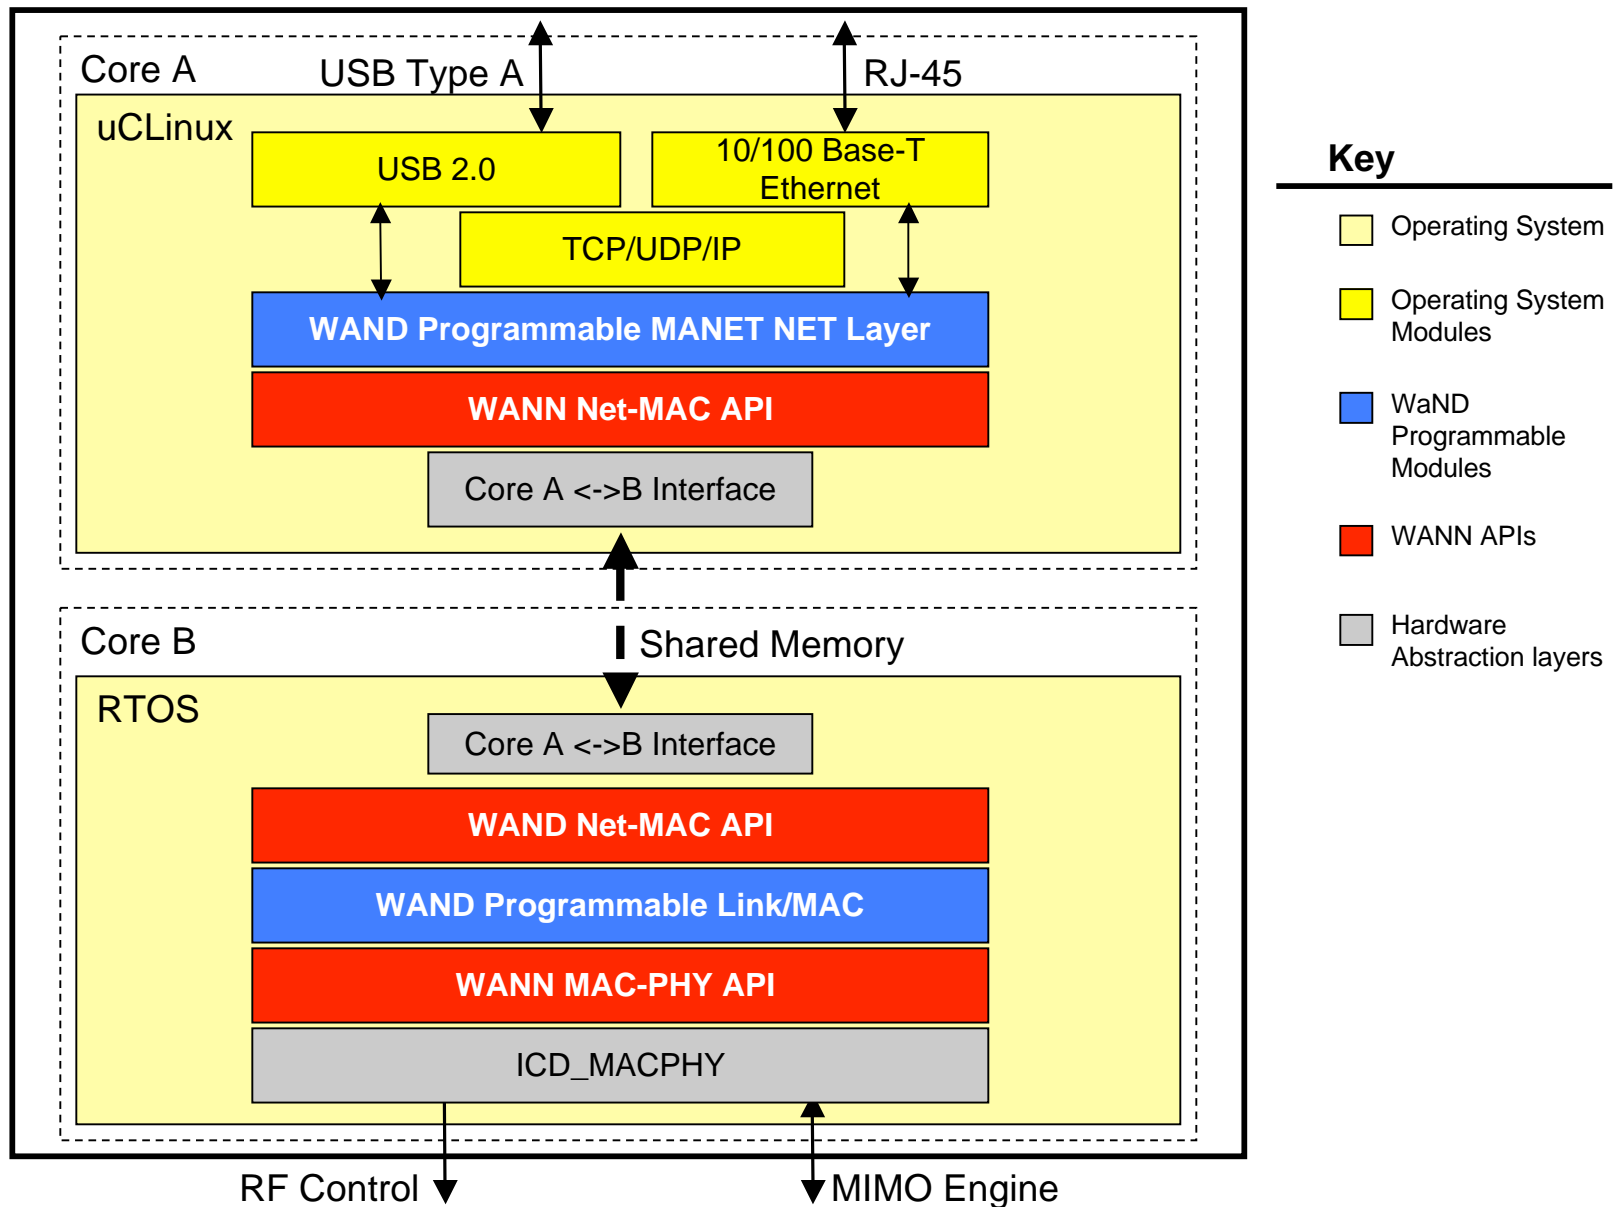 Core A
USB Type A
RJ-45
uCLinux
USB 2.0
10/100 Base-T
Ethernet
TCP/UDP/IP
WAND Programmable MANET NET Layer
WANN Net-MAC API
Core A <->B Interface
Core B
Shared Memory
RTOS
Core A <->B Interface
WAND Net-MAC API
WAND Programmable Link/MAC
WANN MAC-PHY API
ICD_MACPHY
RF Control
MIMO Engine
Key
Operating System
Operating System
Modules
WaND
Programmable
Modules
WANN APIs
Hardware
Abstraction layers